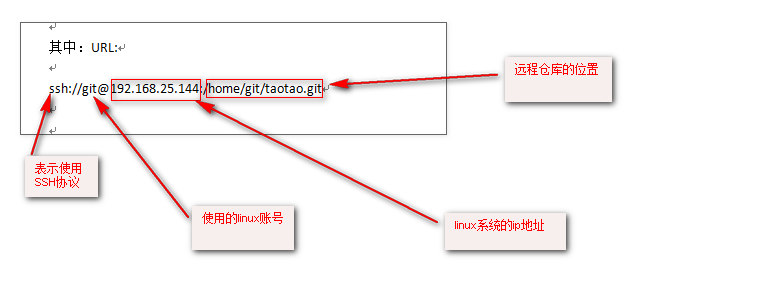 其中：URL:
ssh://git@192.168.25.144:/home/git/taotao.git
远程仓库的位置
表示使用
SSH协议
使用的linux账号
linux系统的ip地址